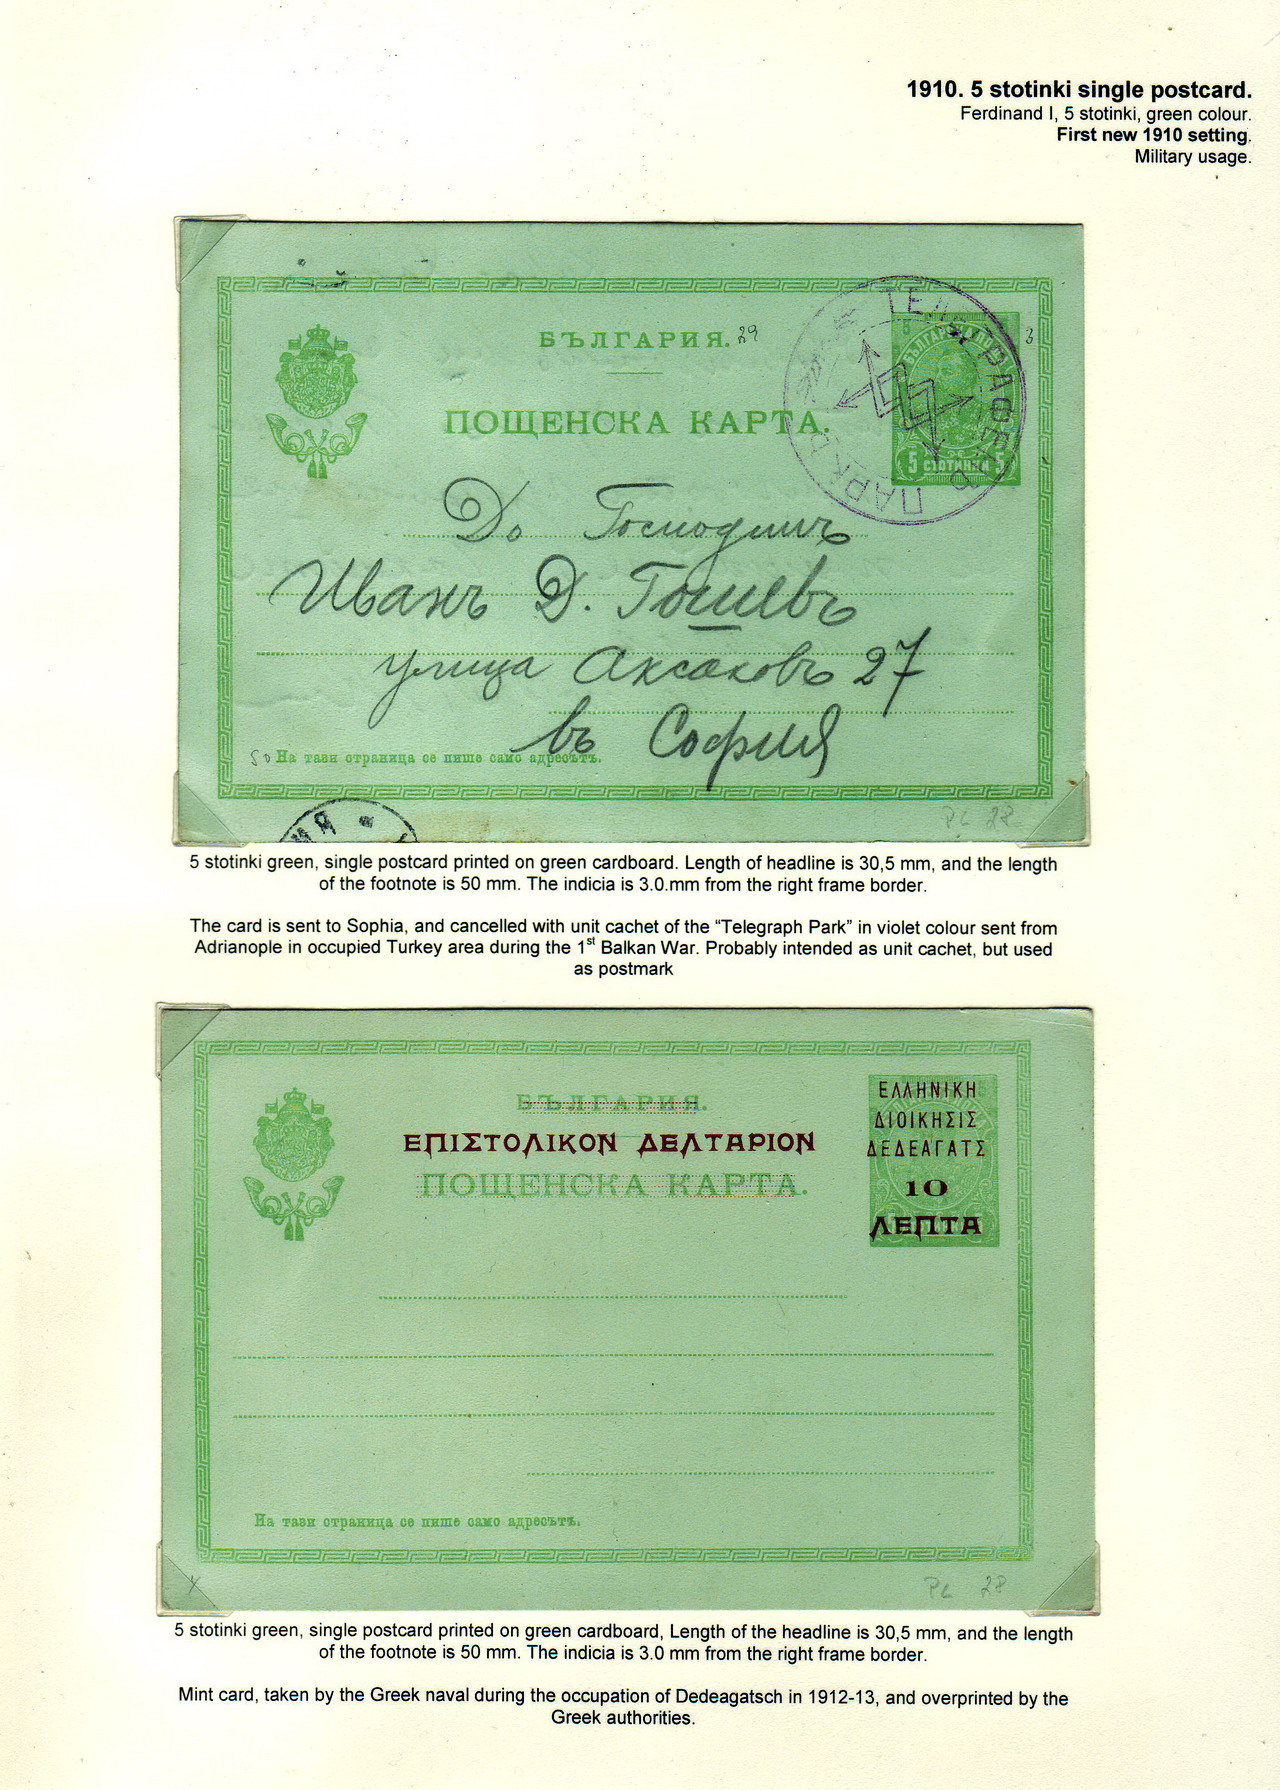 1910. 5 stotinki single postcard.
Ferdinand I, 5 stotinki, green colour.
First new 1910 setting.
Military usage.
БЪЛГАРИЯ. 29
3
ПОЩЕНСКА КАРТА.
ТЕЛЕГРАФЕНЪ ПАРКЪ
5 СТОТИНКИ 5
До Господинъ
Иванъ Д. Гошевъ
улица Аксаковъ 27
въ София
50 На тази страница се пише само адресътъ.
5 stotinki green, single postcard printed on green cardboard. Length of headline is 30,5 mm, and the length
of the footnote is 50 mm. The indicia is 3.0.mm from the right frame border.
The card is sent to Sophia, and cancelled with unit cachet of the “Telegraph Park” in violet colour sent from
Adrianople in occupied Turkey area during the 1st Balkan War. Probably intended as unit cachet, but used
as postmark
БЪЛГАРИЯ.
ΕΠΙΣΤΟΛΙΚΟΝ ΔΕΛΤΑΡΙΟΝ
ПОЩЕНСКА КАРТА.
ΕΛΛΗΝΙΚΗ
ΔΙΟΙΚΗΣΙΣ
ΔΕΔΕΑΓΑΤΣ
10
ΛΕΠΤΑ
На тази страница се пише само адресътъ.
5 stotinki green, single postcard printed on green cardboard, Length of the headline is 30,5 mm, and the length
of the footnote is 50 mm. The indicia is 3.0 mm from the right frame border.
Mint card, taken by the Greek naval during the occupation of Dedeagatsch in 1912-13, and overprinted by the
Greek authorities.